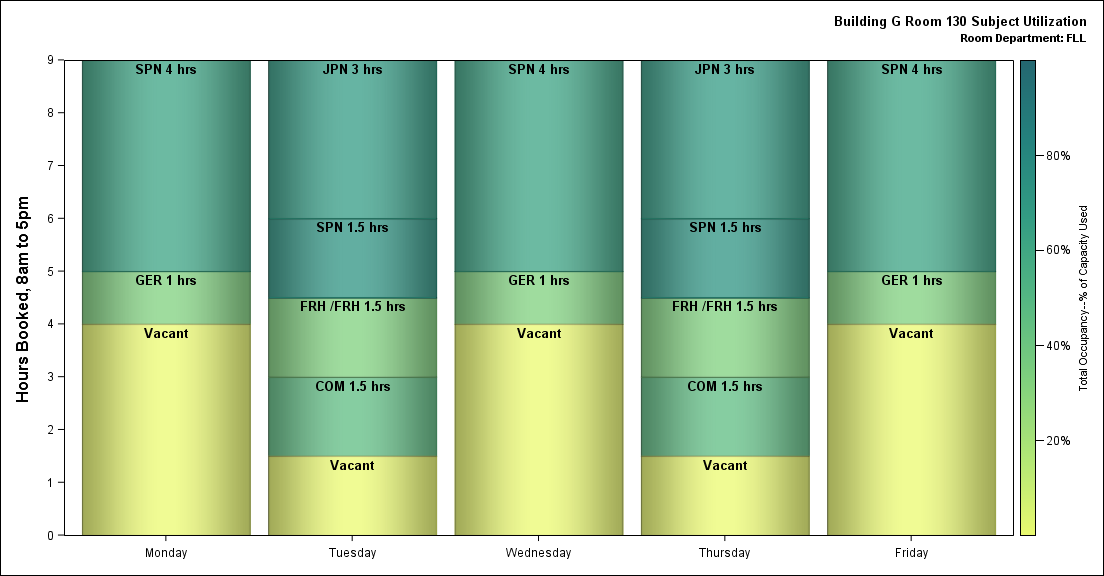 Building G Room 130 Subject Utilization
Room Department: FLL
Hours Booked, 8am to 5pm
9
8
7
6
5
4
3
2
1
0
SPN 4 hrs
GER 1 hrs
Vacant
JPN 3 hrs
SPN 1.5 hrs
FRH /FRH 1.5 hrs
COM 1.5 hrs
Vacant
SPN 4 hrs
GER 1 hrs
Vacant
JPN 3 hrs
SPN 1.5 hrs
FRH /FRH 1.5 hrs
COM 1.5 hrs
Vacant
SPN 4 hrs
GER 1 hrs
Vacant
Monday
Tuesday
Wednesday
Thursday
Friday
80%
60%
40%
20%
Total Occupancy--% of Capacity Used